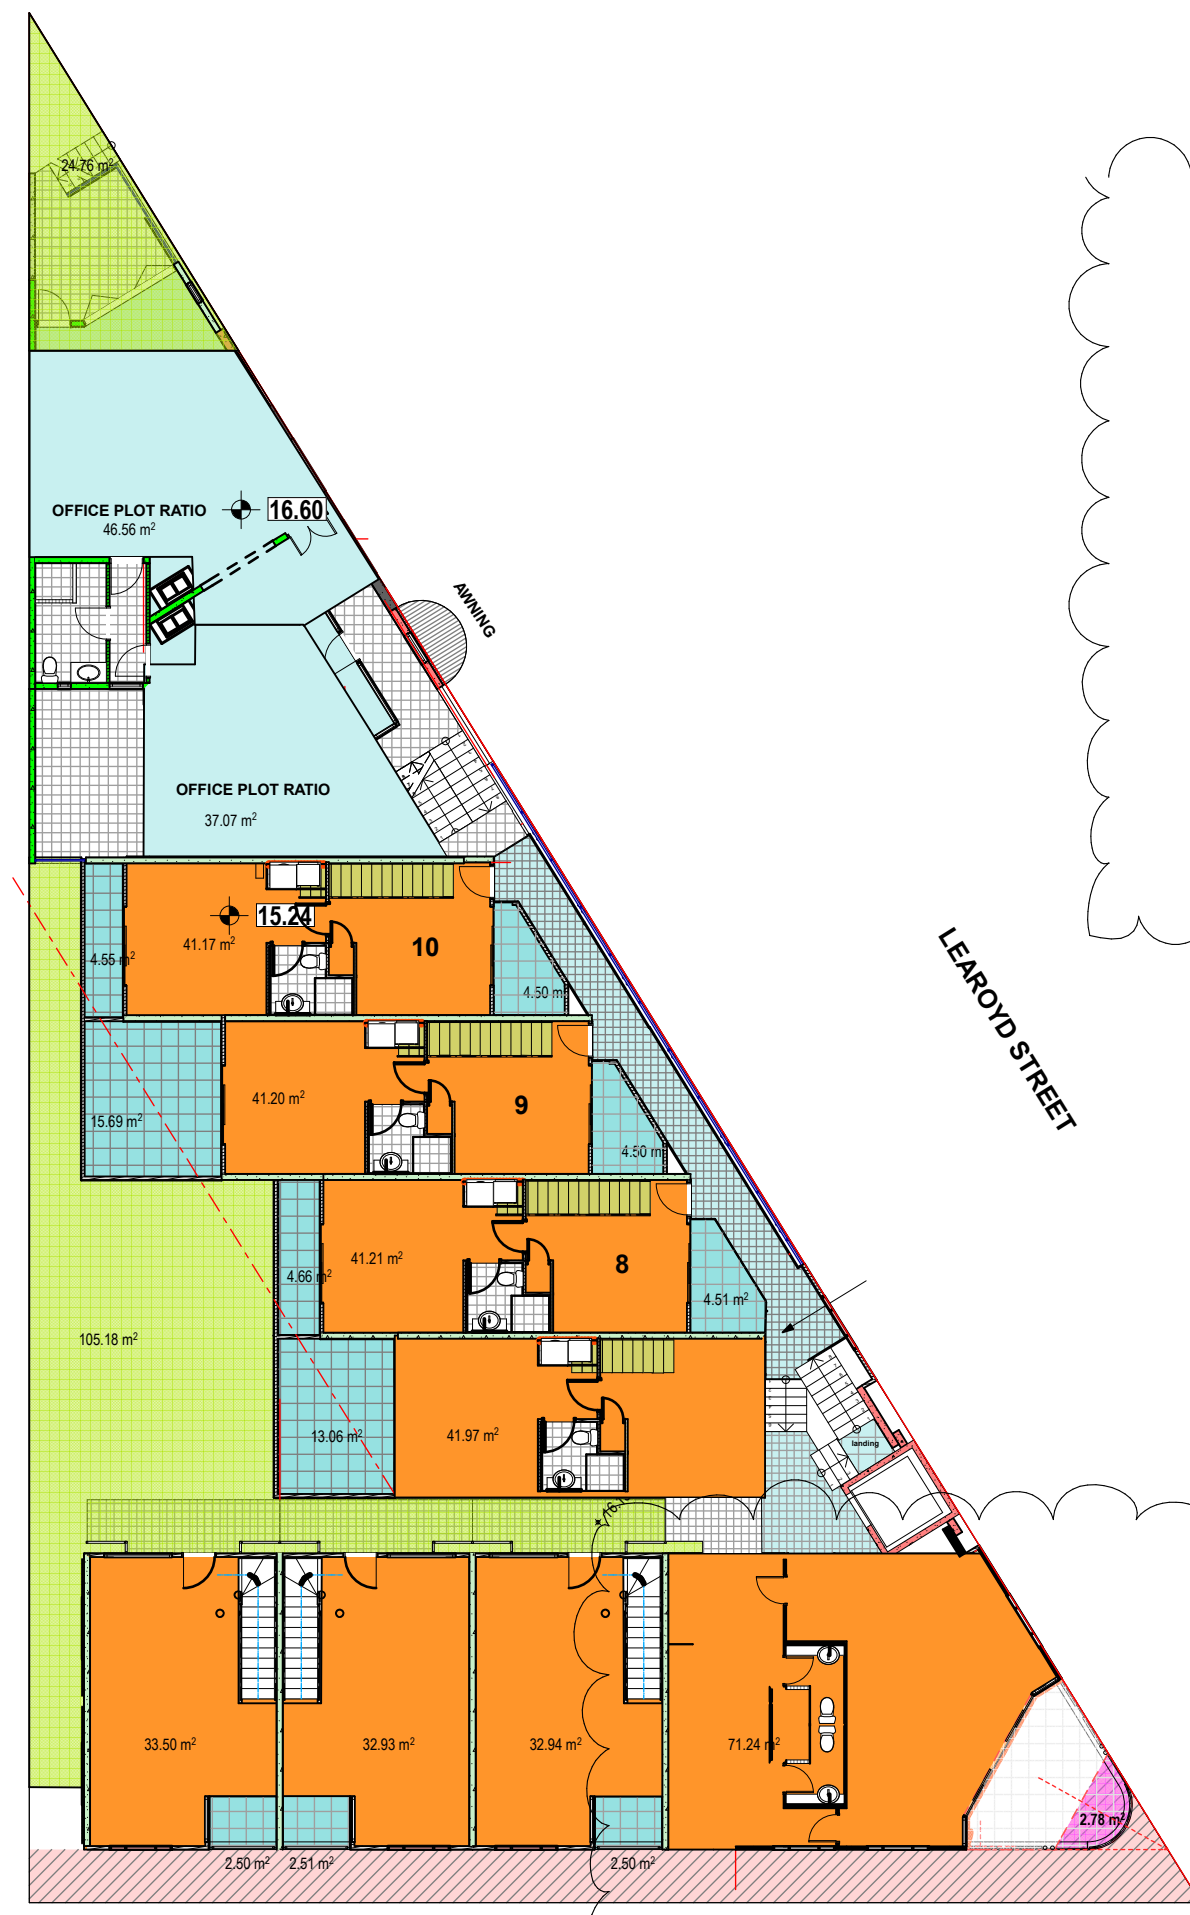 24.76 m²
OFFICE PLOT RATIO
46.56 m²
16.60
AWNING
OFFICE PLOT RATIO
37.07 m²
15.24
41.17 m²
10
4.55 m²
4.50 m
LEAROYD STREET
41.20 m²
9
15.69 m²
4.50 m
41.21 m²
8
4.66 m²
4.51 m²
105.18 m²
13.06 m²
41.97 m²
landing
33.50 m²
32.93 m²
32.94 m²
71.24 m²
2.78 m²
2.50 m²
2.51 m²
2.50 m²